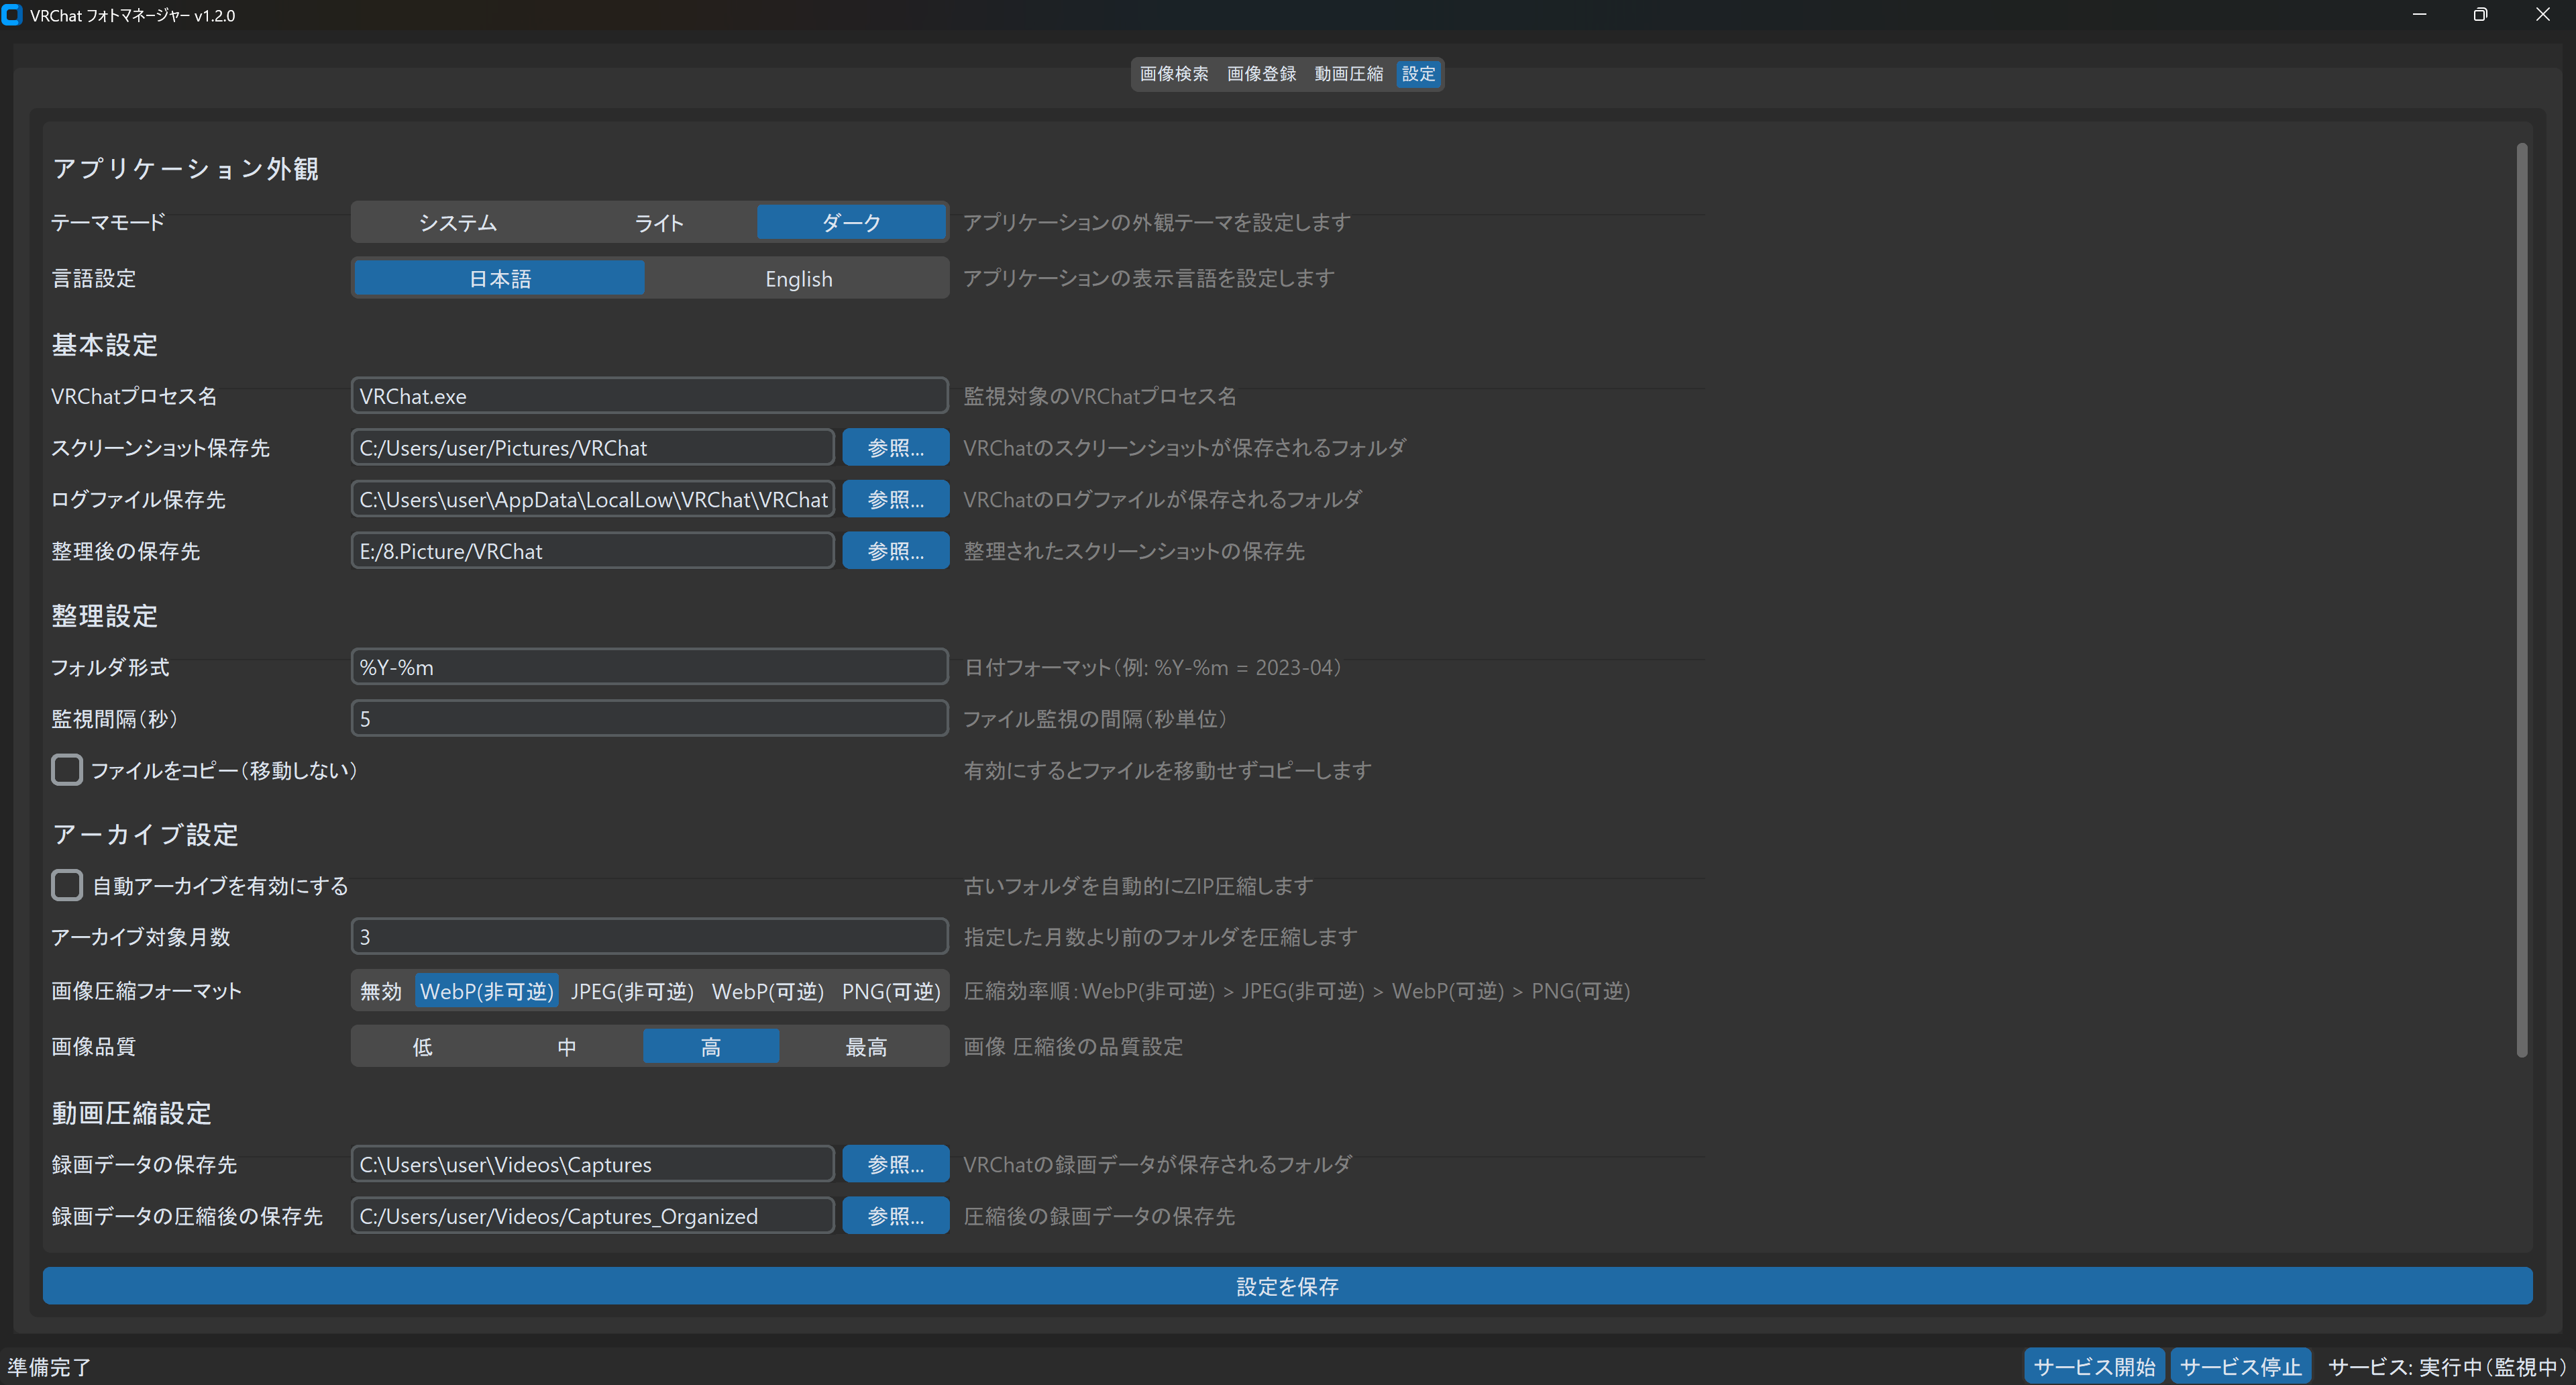 VRChat フォトマネージャー v1.2.0
画像検索 画像登録 動画圧縮 設定
アプリケーション外観
テーマモード システム ライト ダーク アプリケーションの外観テーマを設定します
言語設定 日本語 English アプリケーションの表示言語を設定します
基本設定
VRChatプロセス名 VRChat.exe 監視対象のVRChatプロセス名
スクリーンショット保存先 C:/Users/user/Pictures/VRChat 参照... VRChatのスクリーンショットが保存されるフォルダ
ログファイル保存先 C:\Users\user\AppData\LocalLow\VRChat\VRChat 参照... VRChatのログファイルが保存されるフォルダ
整理後の保存先 E:/8.Picture/VRChat 参照... 整理されたスクリーンショットの保存先
整理設定
フォルダ形式 %Y-%m 日付フォーマット（例: %Y-%m = 2023-04）
監視間隔（秒） 5 ファイル監視の間隔（秒単位）
ファイルをコピー（移動しない） 有効にするとファイルを移動せずコピーします
アーカイブ設定
自動アーカイブを有効にする 古いフォルダを自動的にZIP圧縮します
アーカイブ対象月数 3 指定した月数より前のフォルダを圧縮します
画像圧縮フォーマット 無効 WebP(非可逆) JPEG(非可逆) WebP(可逆) PNG(可逆) 圧縮効率順：WebP(非可逆) > JPEG(非可逆) > WebP(可逆) > PNG(可逆)
画像品質 低 中 高 最高 画像 圧縮後の品質設定
動画圧縮設定
録画データの保存先 C:\Users\user\Videos\Captures 参照... VRChatの録画データが保存されるフォルダ
録画データの圧縮後の保存先 C:/Users/user/Videos/Captures_Organized 参照... 圧縮後の録画データの保存先
設定を保存
準備完了 サービス開始 サービス停止 サービス: 実行中（監視中）